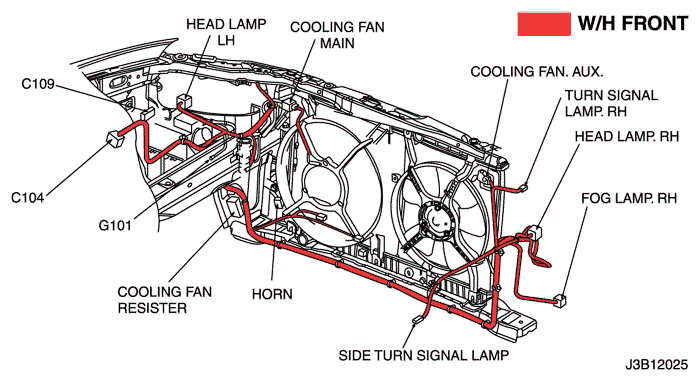 HEAD LAMP
LH
COOLING FAN
MAIN
W/H FRONT
C109
COOLING FAN. AUX.
TURN SIGNAL
LAMP. RH
HEAD LAMP. RH
C104
G101
FOG LAMP. RH
COOLING FAN
RESISTER
HORN
SIDE TURN SIGNAL LAMP
J3B12025